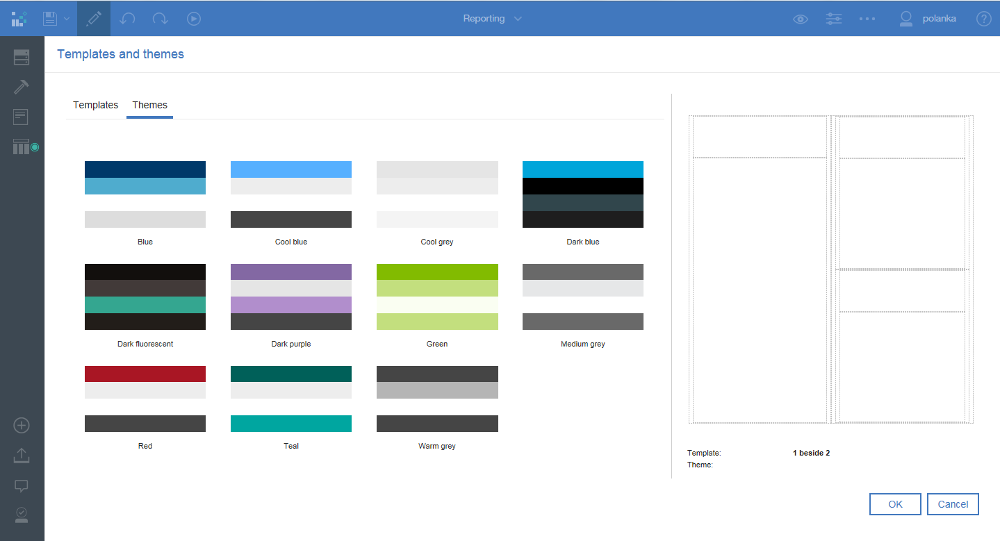 Reporting
polanka
?
Templates and themes
Templates Themes
Blue Cool blue Cool grey Dark blue
Dark fluorescent Dark purple Green Medium grey
Red Teal Warm grey
Template: 1 beside 2
Theme:
OK Cancel